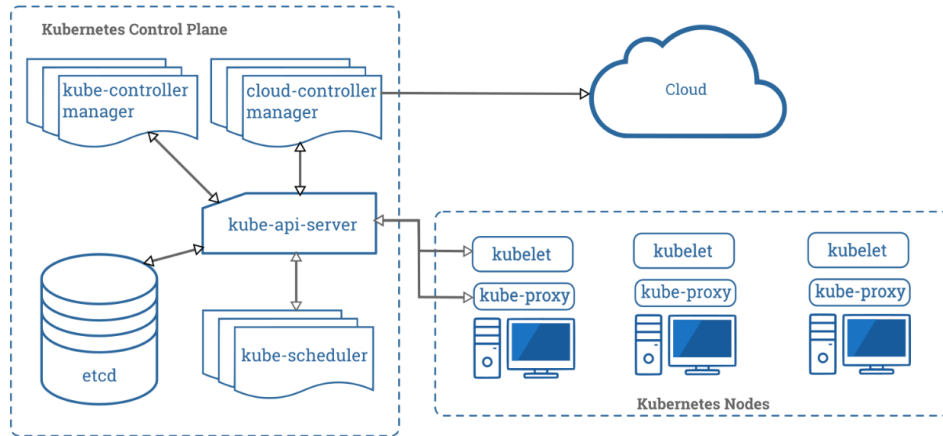 Kubernetes Control Plane
kube-controller
manager
cloud-controller
manager
Cloud
kube-api-server
etcd
kube-scheduler
kubelet
kubelet
kubelet
kube-proxy
kube-proxy
kube-proxy
Kubernetes Nodes